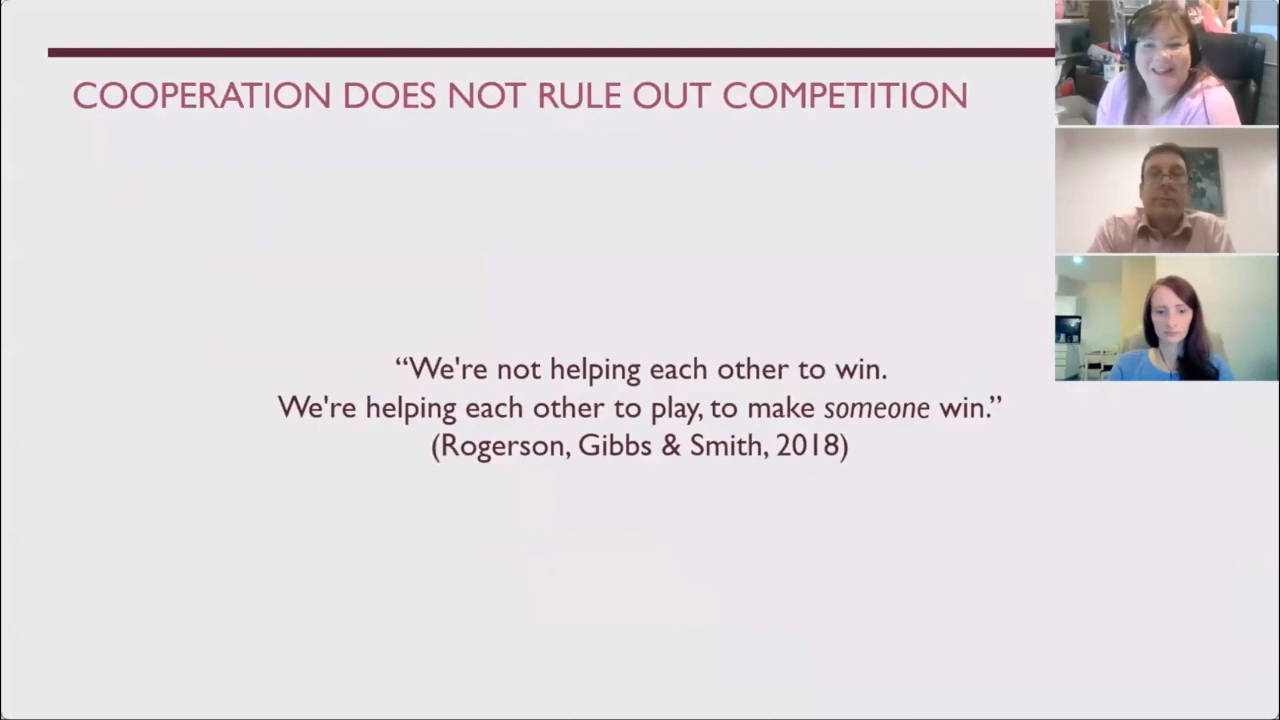 COOPERATION DOES NOT RULE OUT COMPETITION
“We're not helping each other to win.
We're helping each other to play, to make someone win.”
(Rogerson, Gibbs & Smith, 2018)